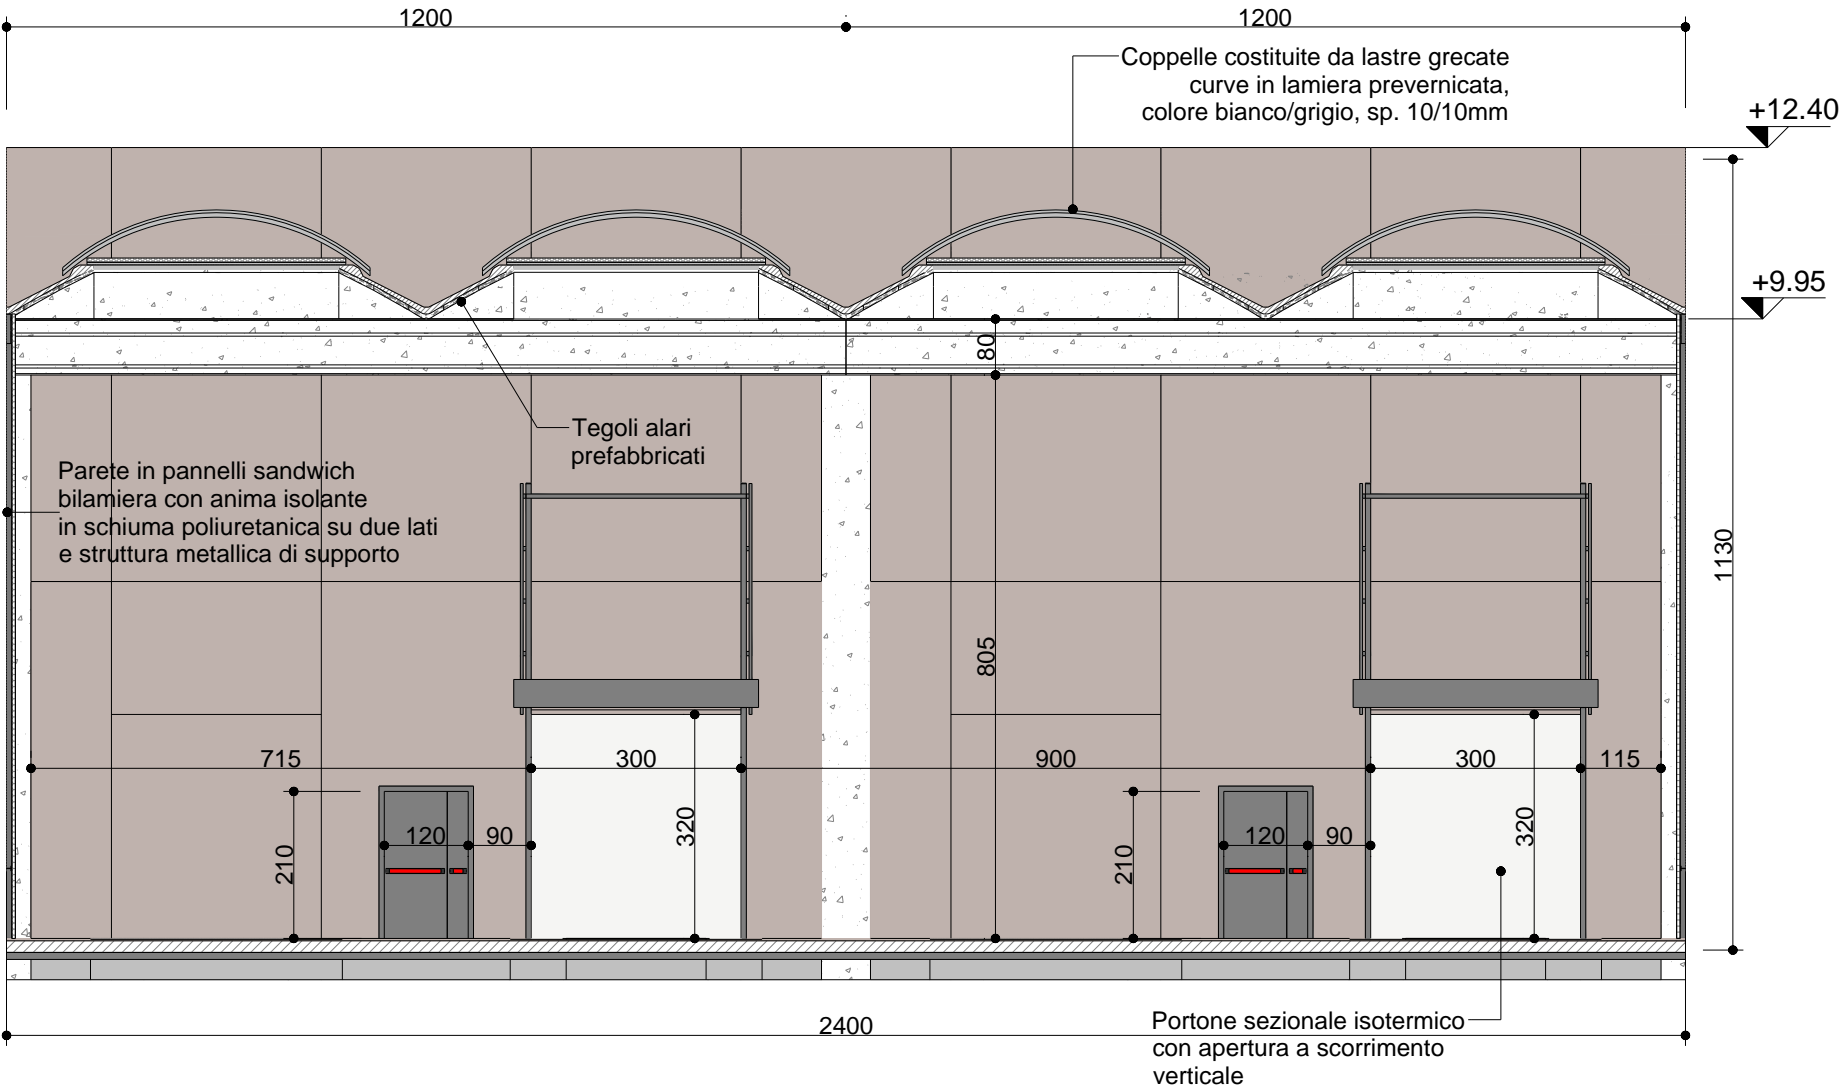 1200
1200
Coppelle costituite da lastre grecate
curve in lamiera prevernicata,
colore bianco/grigio, sp. 10/10mm
+12.40
+9.95
80
Tegoli alari
prefabbricati
Parete in pannelli sandwich
bilamiera con anima isolante
in schiuma poliuretanica su due lati
e struttura metallica di supporto
1130
805
715
300
900
300
115
210
120
90
320
210
120
90
320
2400
Portone sezionale isotermico
con apertura a scorrimento
verticale